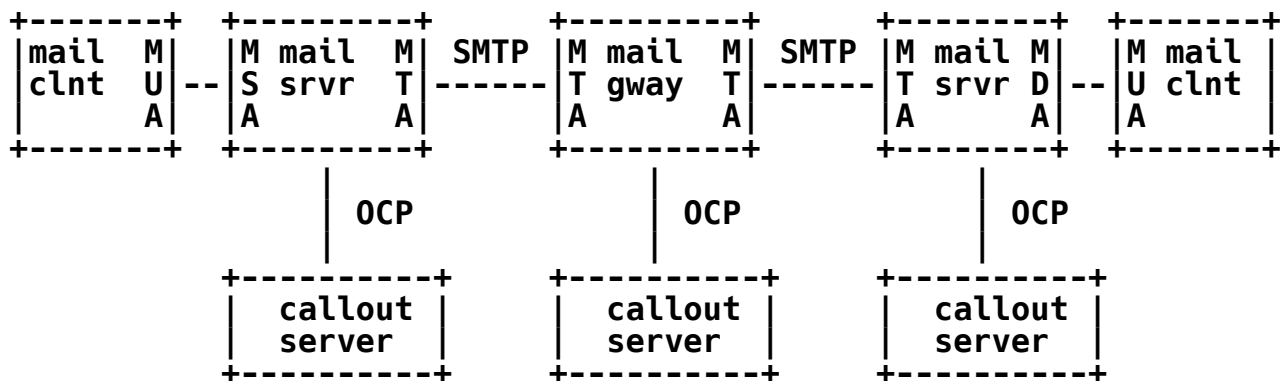 +-------+  +---------+      +---------+      +--------+  +-------+
|mail  M|  |M mail  M| SMTP |M mail  M| SMTP |M mail M|  |M mail |
|clnt  U|--|S srvr  T|------|T gway  T|------|T srvr D|--|U clnt |
|      A|  |A       A|      |A       A|      |A      A|  |A      |
+-------+  +---------+      +---------+      +--------+  +-------+
                |                |                |
                | OCP            | OCP            | OCP
                |                |                |
           +----------+     +----------+     +----------+
           |  callout |     |  callout |     |  callout |
           |  server  |     |  server  |     |  server  |
           +----------+     +----------+     +----------+